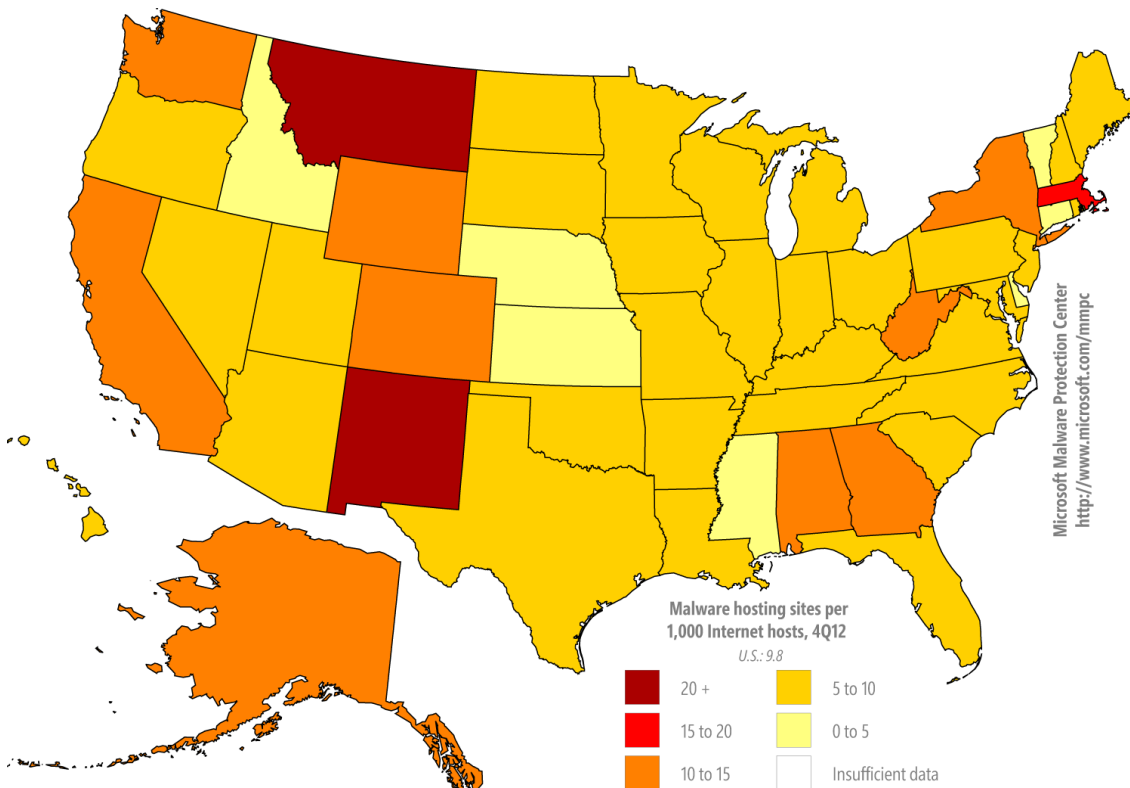 Microsoft Malware Protection Center
http://www.microsoft.com/mmpc
Malware hosting sites per
1,000 Internet hosts, 4Q12
U.S.: 9.8
20 +
15 to 20
10 to 15
5 to 10
0 to 5
Insufficient data